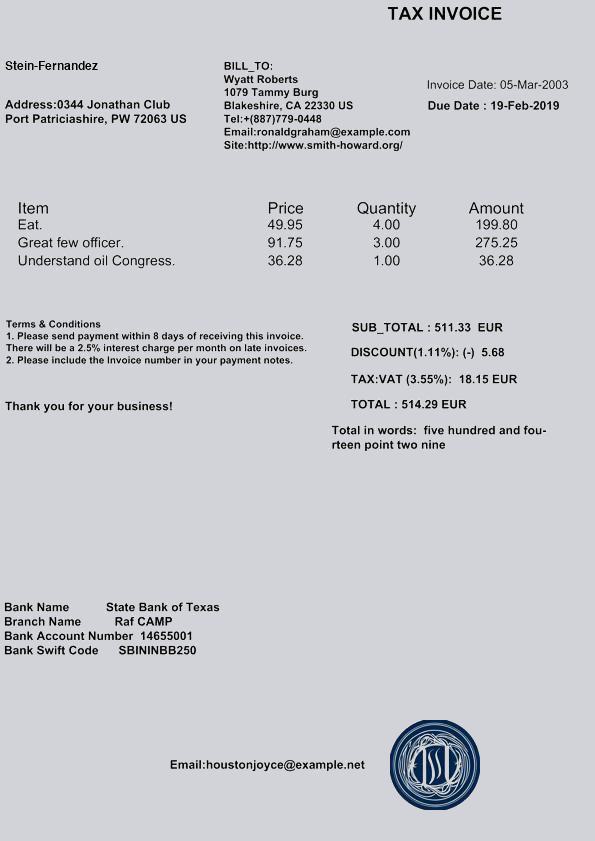 TAX INVOICE
Stein-Fernandez
Address:0344 Jonathan Club
Port Patriciashire, PW 72063 US
BILL_TO:
Wyatt Roberts
1079 Tammy Burg
Blakeshire, CA 22330 US
Tel:+(887)779-0448
Email:ronaldgraham@example.com
Site:http://www.smith-howard.org/
Invoice Date: 05-Mar-2003
Due Date : 19-Feb-2019
Item Price Quantity Amount
Eat. 49.95 4.00 199.80
Great few officer. 91.75 3.00 275.25
Understand oil Congress. 36.28 1.00 36.28
Terms & Conditions
1. Please send payment within 8 days of receiving this invoice.
There will be a 2.5% interest charge per month on late invoices.
2. Please include the Invoice number in your payment notes.
Thank you for your business!
SUB_TOTAL : 511.33 EUR
DISCOUNT(1.11%): (-) 5.68
TAX:VAT (3.55%): 18.15 EUR
TOTAL : 514.29 EUR
Total in words: five hundred and fou-
rteen point two nine
Bank Name State Bank of Texas
Branch Name Raf CAMP
Bank Account Number 14655001
Bank Swift Code SBININBB250
Email:houstonjoyce@example.net